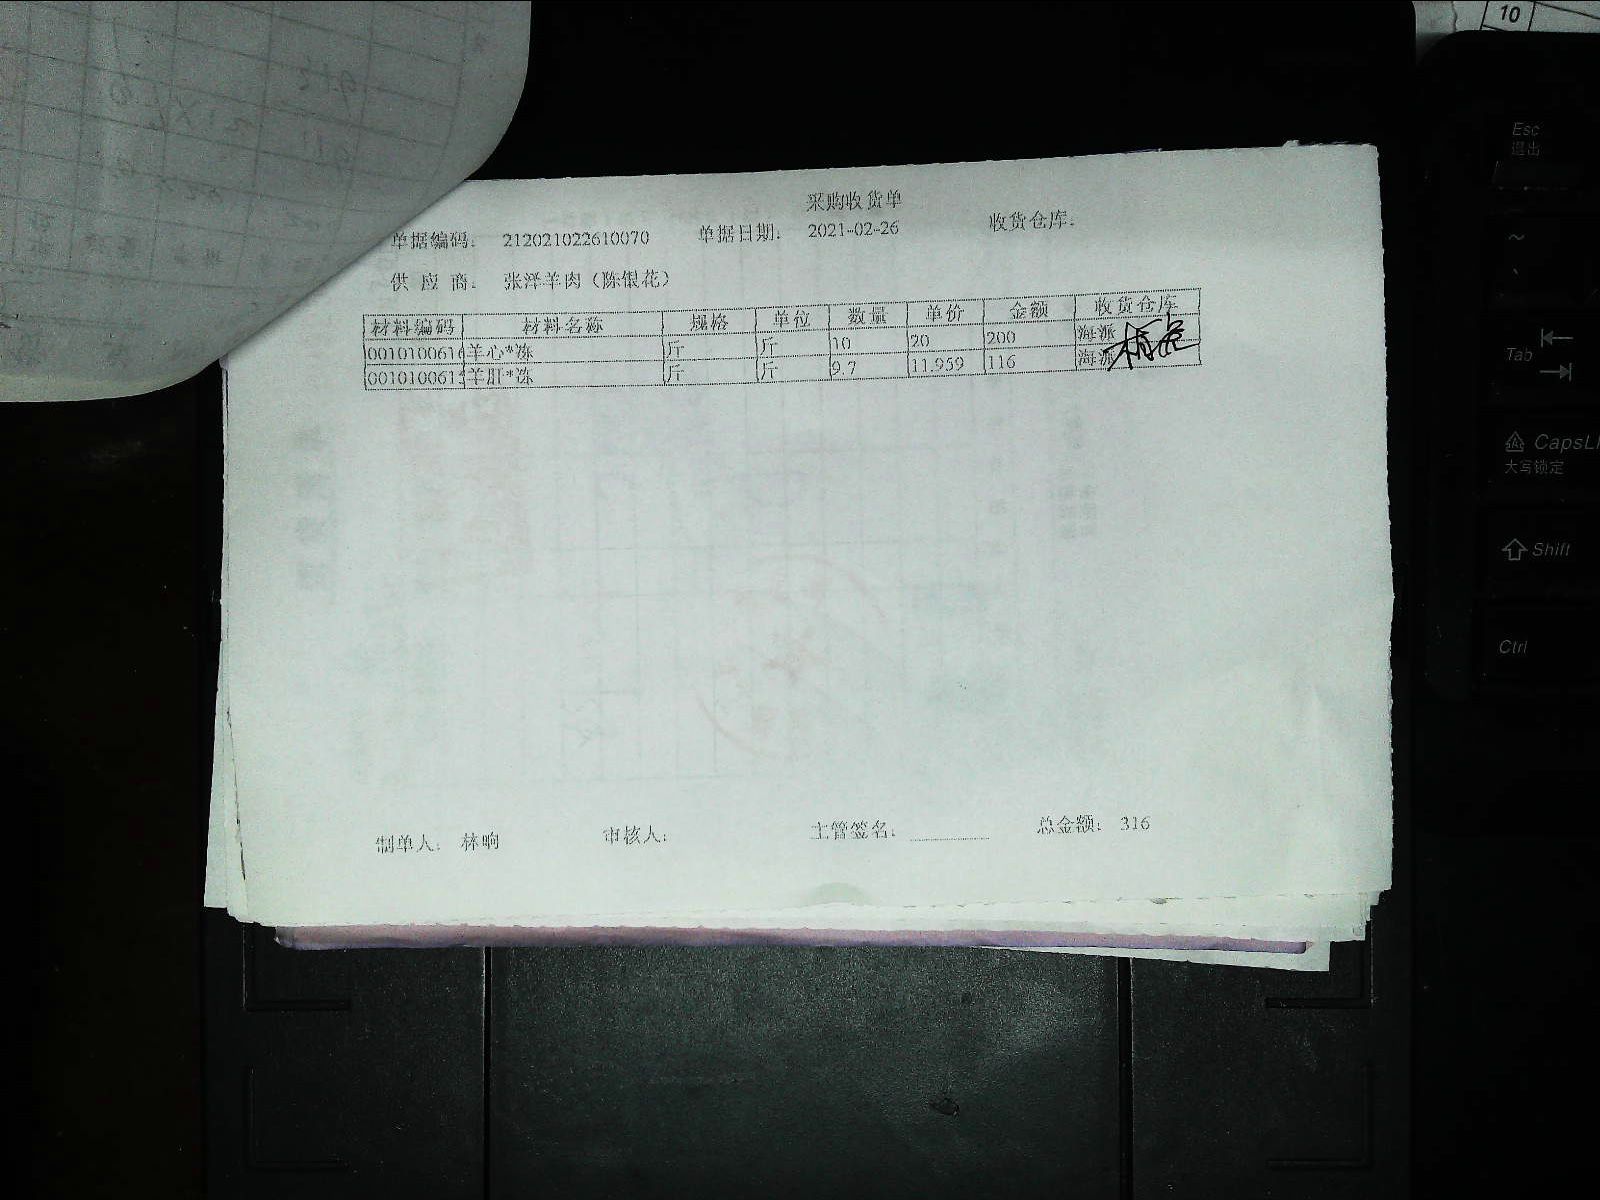 采购收货单
单据编码： 212021022610070 单据日期： 2021-02-26 收货仓库：
供 应 商： 张泽羊肉（陈银花）
材料编码 材料名称 规格 单位 数量 单价 金额 收货仓库
0010100616 羊心*冻 斤 斤 10 20 200 海派
0010100615 羊肝*冻 斤 斤 9.7 11.959 116 海派
制单人： 林晌 审核人： 主管签名： 总金额： 316
10
Esc
退出
~
Tab
CapsL
大写锁定
Shift
Ctrl